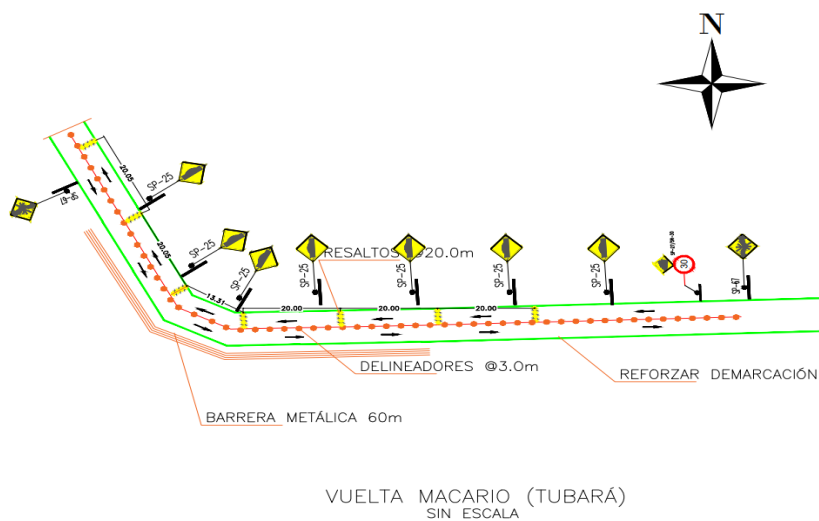 N
20.05
SP-25
SP-67
20.05
SP-25
SP-25
13.31
RESALTOS @20.0m
SP-25
SP-25
SP-25
SP-25
30
SP-67
20.00
20.00
20.00
DELINEADORES @3.0m
REFORZAR DEMARCACIÓN
BARRERA METÁLICA 60m
VUELTA MACARIO (TUBARÁ)
SIN ESCALA